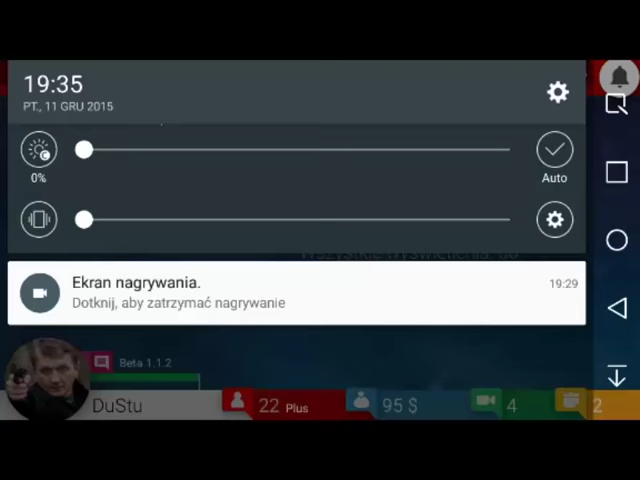 19:35
PT., 11 GRU 2015
0%
Auto
Ekran nagrywania.
19:29
Dotknij, aby zatrzymać nagrywanie
Beta 1.1.2
DuStu
22 Plus
95 $
4
2